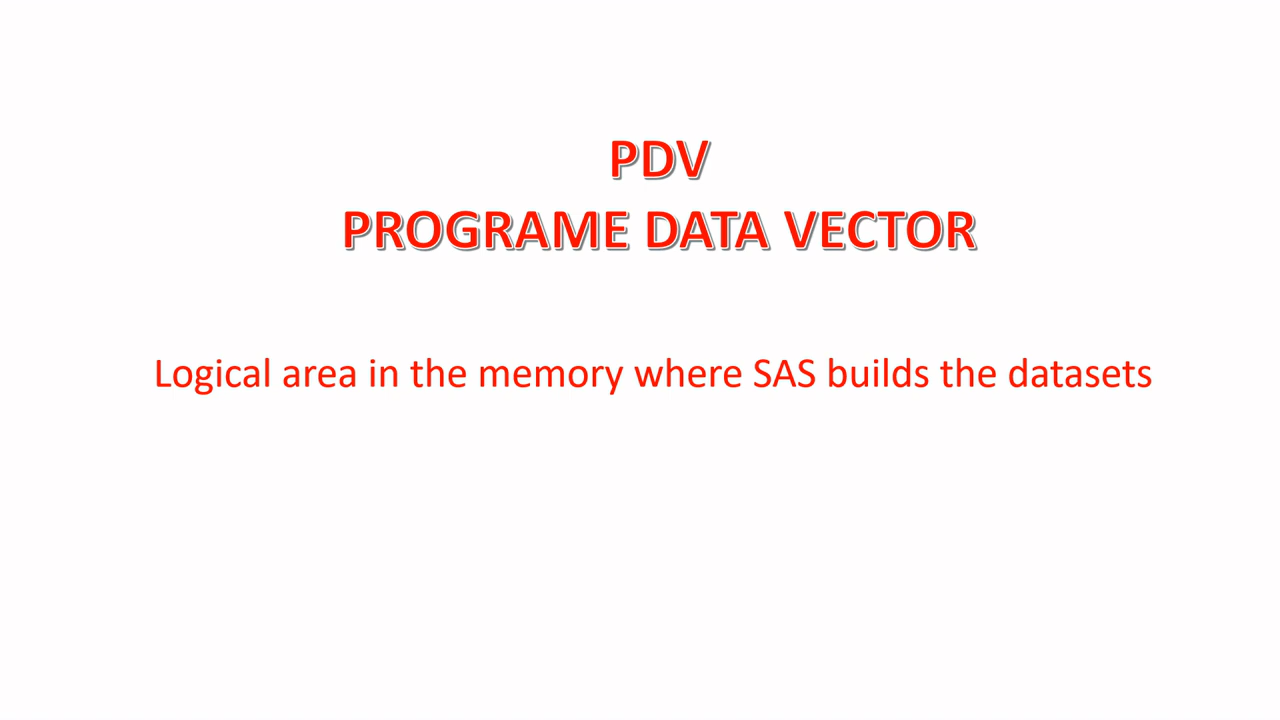 PDV
PROGRAME DATA VECTOR
Logical area in the memory where SAS builds the datasets